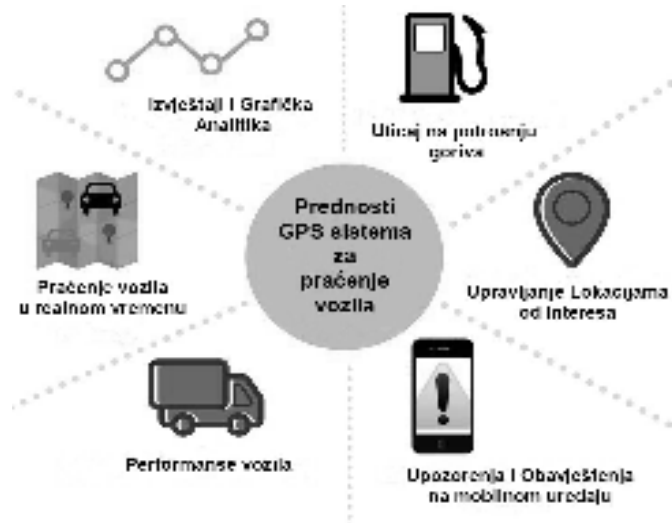 Izvještaji i Grafička
Analitika
Uticaj na potrošnju
goriva
Prednosti
GPS sistema
za
praćenje
vozila
Praćenje vozila
u realnom vremenu
Upravljanje Lokacijama
od Interesa
Performanse vozila
Upozorenja i Obavještenja
na mobilnom uređaju